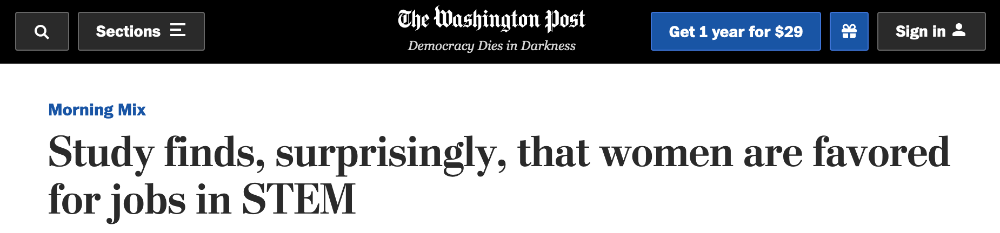 Sections
The Washington Post
Democracy Dies in Darkness
Get 1 year for $29
Sign in
Morning Mix
Study finds, surprisingly, that women are favored
for jobs in STEM